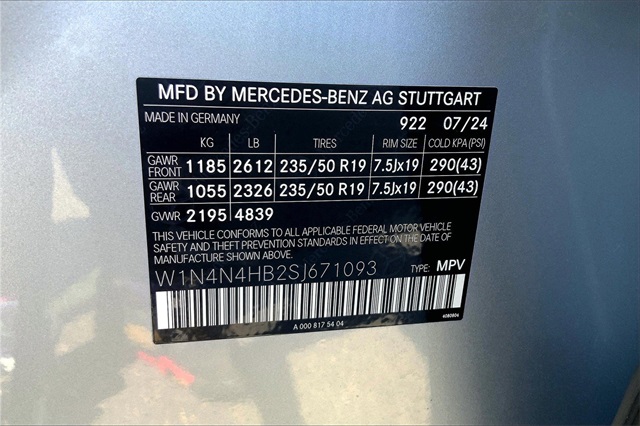 MFD BY MERCEDES-BENZ AG STUTTGART
MADE IN GERMANY 922 07/24
KG LB TIRES RIM SIZE COLD KPA (PSI)
GAWR FRONT 1185 2612 235/50 R19 7.5Jx19 290(43)
GAWR REAR 1055 2326 235/50 R19 7.5Jx19 290(43)
GVWR 2195 4839
THIS VEHICLE CONFORMS TO ALL APPLICABLE FEDERAL MOTOR VEHICLE
SAFETY AND THEFT PREVENTION STANDARDS IN EFFECT ON THE DATE OF
MANUFACTURE SHOWN ABOVE.
W1N4N4HB2SJ671093 TYPE: MPV
A 000 817 54 04